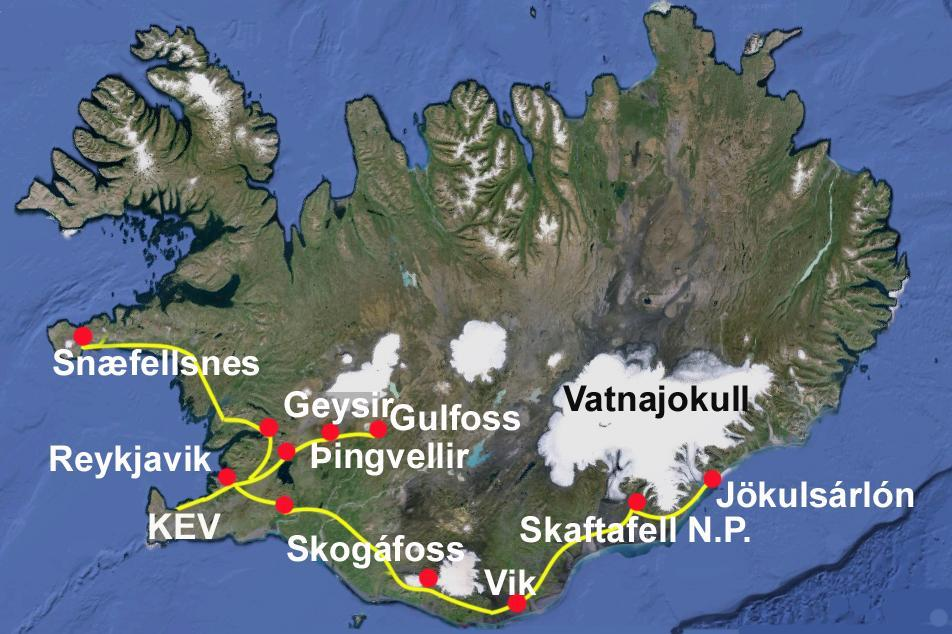 Snæfellsnes
Geysir
Gulfoss
Þingvellir
Reykjavik
KEV
Skogáfoss
Vik
Vatnajokull
Skaftafell N.P.
Jökulsárlón